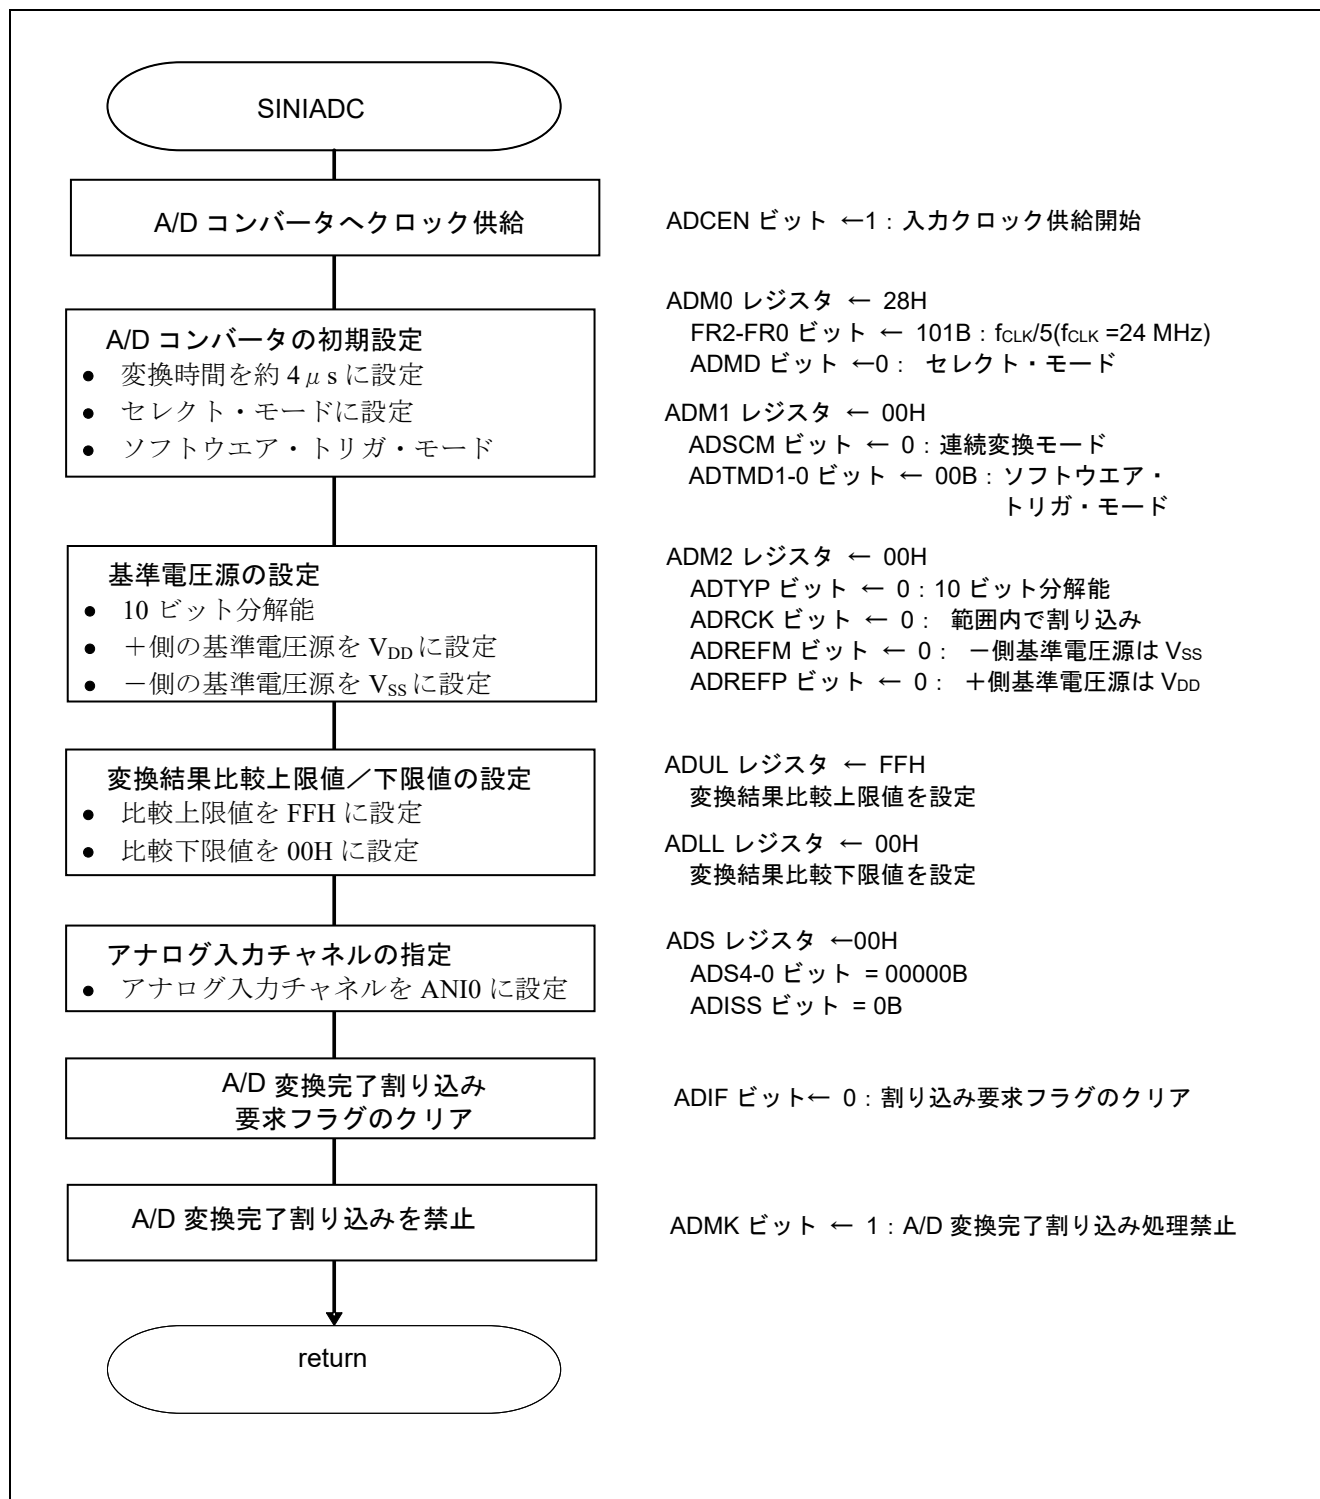 SINIADC
A/D コンバータへクロック供給
ADCEN ビット ←1：入力クロック供給開始
A/D コンバータの初期設定
● 変換時間を約 4μs に設定
● セレクト・モードに設定
● ソフトウエア・トリガ・モード
ADM0 レジスタ ← 28H
FR2-FR0 ビット ← 101B：fCLK/5(fCLK =24 MHz)
ADMD ビット ←0： セレクト・モード
ADM1 レジスタ ← 00H
ADSCM ビット ← 0：連続変換モード
ADTMD1-0 ビット ← 00B：ソフトウエア・
トリガ・モード
基準電圧源の設定
● 10 ビット分解能
● ＋側の基準電圧源を VDD に設定
● －側の基準電圧源を VSS に設定
ADM2 レジスタ ← 00H
ADTYP ビット ← 0：10 ビット分解能
ADRCK ビット ← 0： 範囲内で割り込み
ADREFM ビット ← 0： －側基準電圧源は VSS
ADREFP ビット ← 0： ＋側基準電圧源は VDD
変換結果比較上限値／下限値の設定
● 比較上限値を FFH に設定
● 比較下限値を 00H に設定
ADUL レジスタ ← FFH
変換結果比較上限値を設定
ADLL レジスタ ← 00H
変換結果比較下限値を設定
アナログ入力チャネルの指定
● アナログ入力チャネルを ANI0 に設定
ADS レジスタ ←00H
ADS4-0 ビット = 00000B
ADISS ビット = 0B
A/D 変換完了割り込み
要求フラグのクリア
ADIF ビット← 0：割り込み要求フラグのクリア
A/D 変換完了割り込みを禁止
ADMK ビット ← 1：A/D 変換完了割り込み処理禁止
return